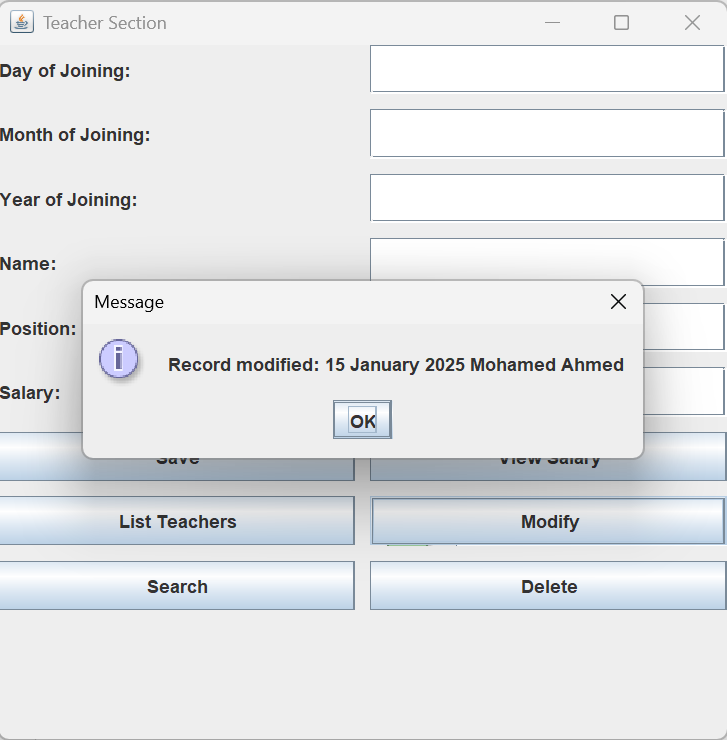 Teacher Section
Day of Joining:
Month of Joining:
Year of Joining:
Name:
Message
Position:
Record modified: 15 January 2025 Mohamed Ahmed
Salary:
OK
Save View Salary
List Teachers Modify
Search Delete